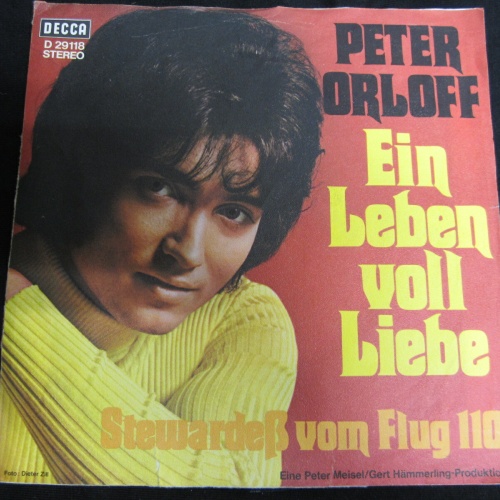 DECCA
D 29118
STEREO
PETER
ORLOFF
Ein
Leben
voll
Liebe
Stewardeß vom Flug 110
Eine Peter Meisel/Gert Hämmerling-Produktion
Foto: Dieter Zill